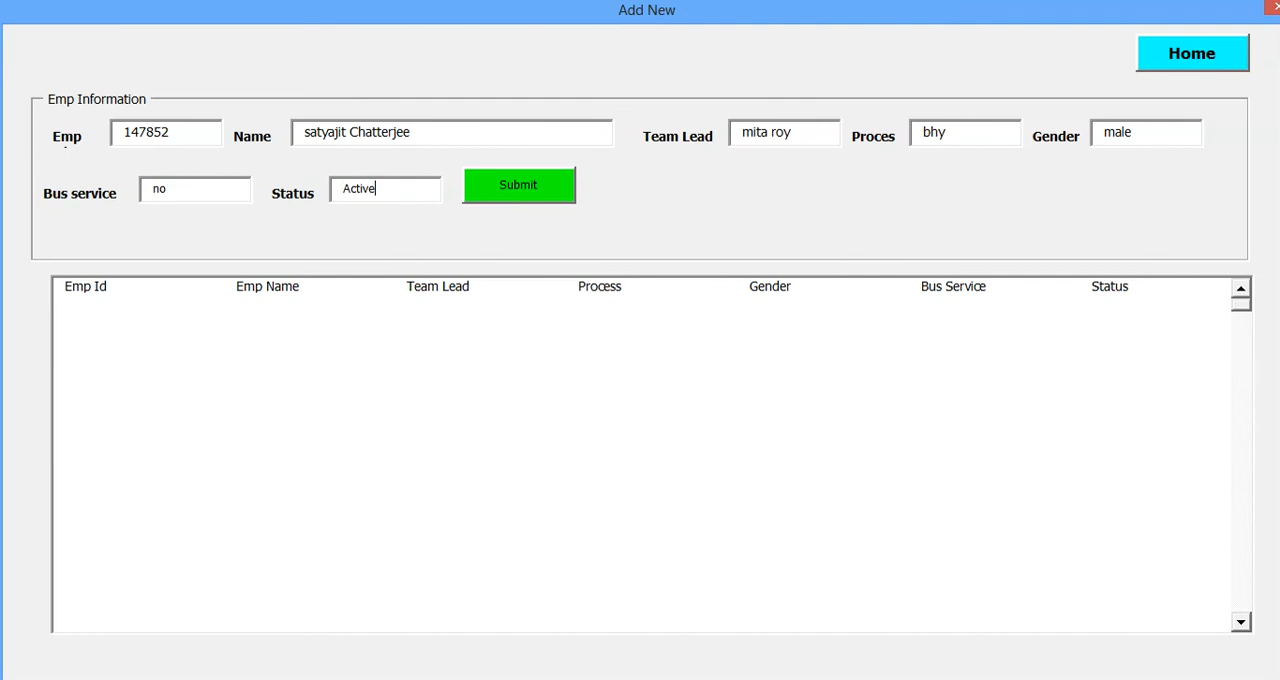 Add New
Home
Emp Information
Emp 147852 Name satyajit Chatterjee Team Lead mita roy Proces bhy Gender male
Bus service no Status Active Submit
Emp Id Emp Name Team Lead Process Gender Bus Service Status